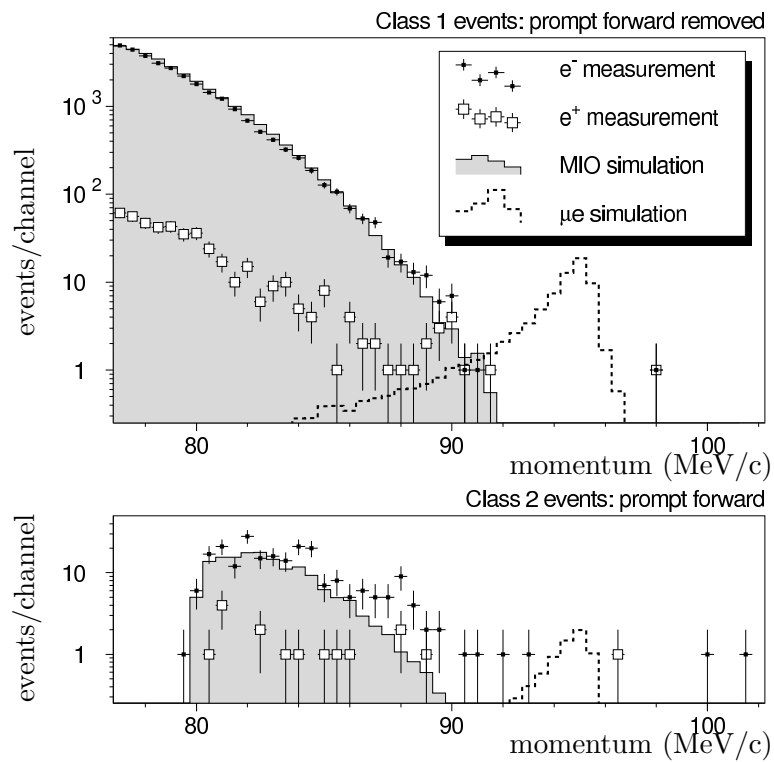 Class 1 events: prompt forward removed
events/channel
10³
10²
10
1
e⁻ measurement
e⁺ measurement
MIO simulation
μe simulation
80
90
100
momentum (MeV/c)
Class 2 events: prompt forward
events/channel
10
1
80
90
100
momentum (MeV/c)